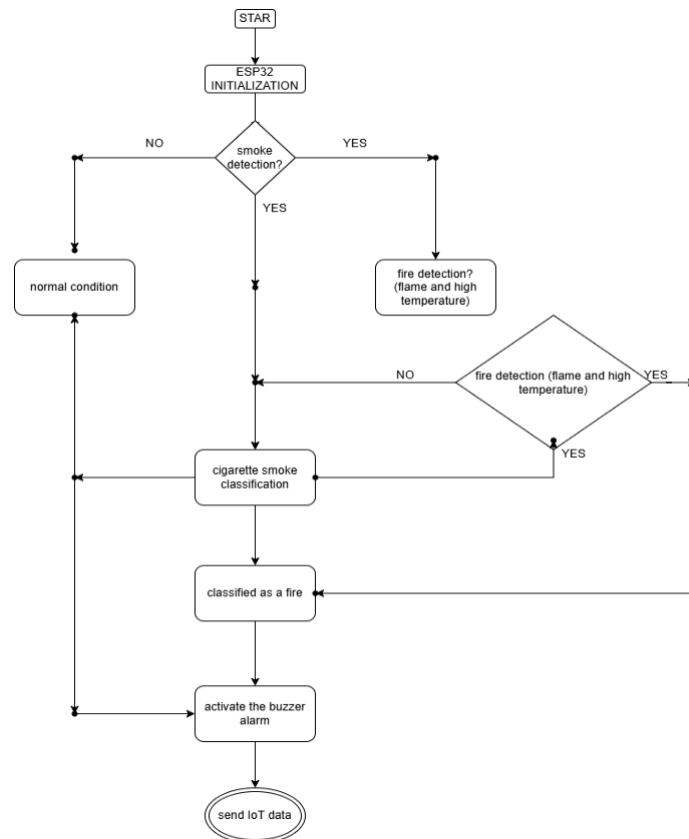 STAR
ESP32
INITIALIZATION
smoke
detection?
NO
YES
YES
normal condition
fire detection?
(flame and high
temperature)
fire detection (flame and high
temperature)
NO
YES
YES
cigarette smoke
classification
classified as a fire
activate the buzzer
alarm
send IoT data